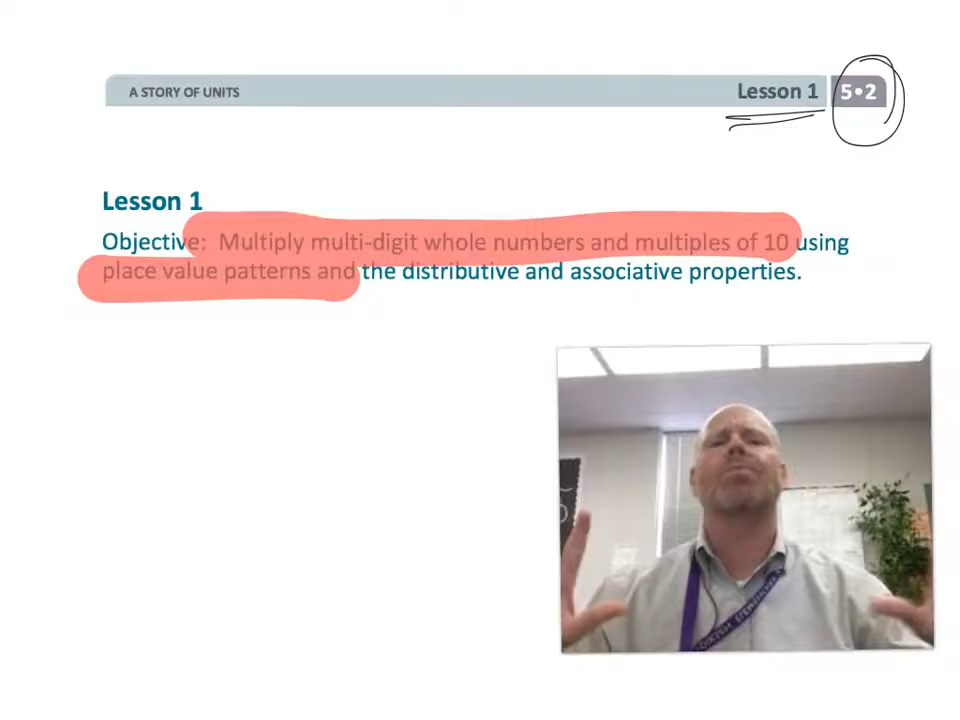 A STORY OF UNITS
Lesson 1 5•2
Lesson 1
Objective: Multiply multi-digit whole numbers and multiples of 10 using
place value patterns and the distributive and associative properties.